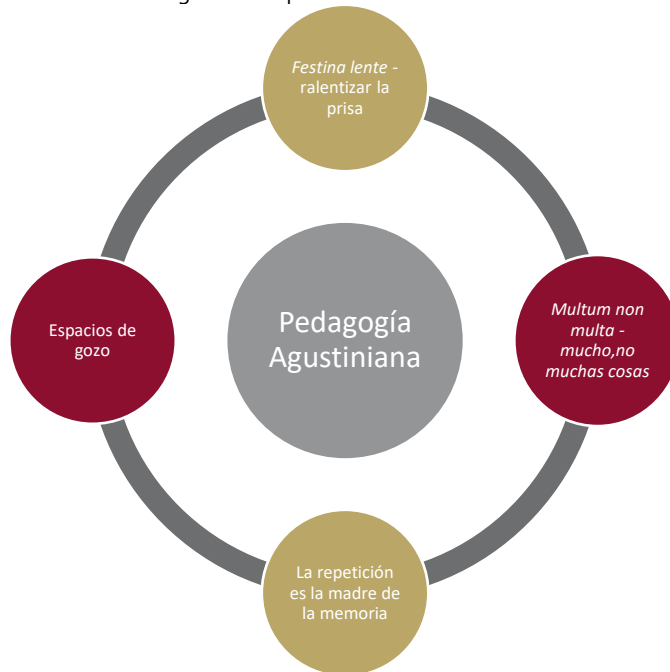 Festina lente -
ralentizar la
prisa
Espacios de
gozo
Pedagogía
Agustiniana
Multum non
multa -
mucho,no
muchas cosas
La repetición
es la madre de
la memoria